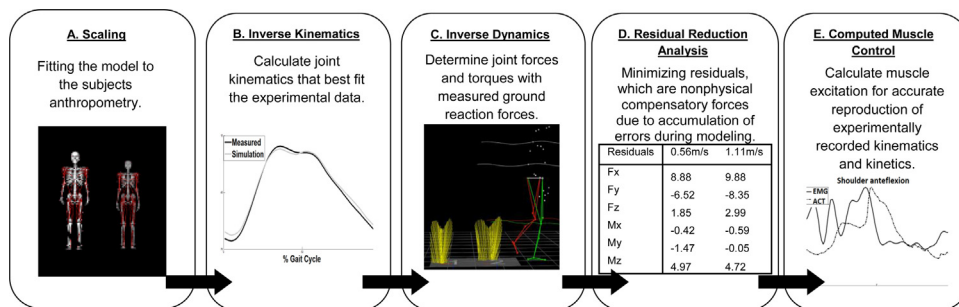 A. Scaling
Fitting the model to
the subjects
anthropometry.
B. Inverse Kinematics
Calculate joint
kinematics that best fit
the experimental data.
Measured
Simulation
% Gait Cycle
C. Inverse Dynamics
Determine joint forces
and torques with
measured ground
reaction forces.
D. Residual Reduction
Analysis
Minimizing residuals,
which are nonphysical
compensatory forces
due to accumulation of
errors during modeling.
Residuals 0.56m/s 1.11m/s
Fx 8.88 9.88
Fy -6.52 -8.35
Fz 1.85 2.99
Mx -0.42 -0.59
My -1.47 -0.05
Mz 4.97 4.72
E. Computed Muscle
Control
Calculate muscle
excitation for accurate
reproduction of
experimentally
recorded kinematics
and kinetics.
Shoulder anteflexion
EMG
ACT